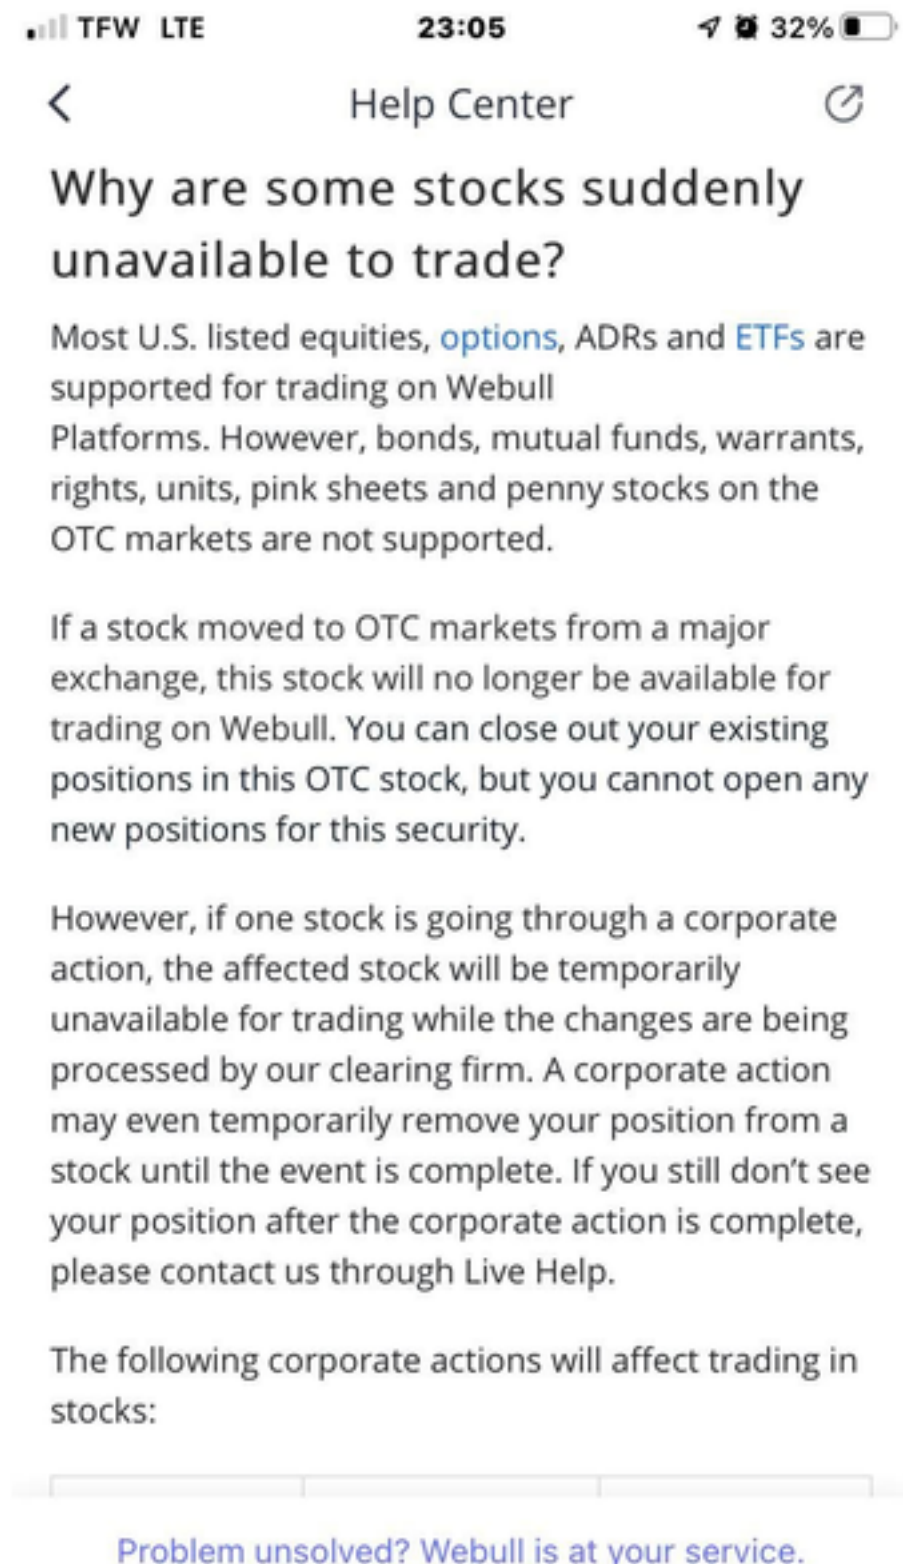 TFW LTE 23:05 32%
Help Center
Why are some stocks suddenly
unavailable to trade?
Most U.S. listed equities, options, ADRs and ETFs are
supported for trading on Webull
Platforms. However, bonds, mutual funds, warrants,
rights, units, pink sheets and penny stocks on the
OTC markets are not supported.
If a stock moved to OTC markets from a major
exchange, this stock will no longer be available for
trading on Webull. You can close out your existing
positions in this OTC stock, but you cannot open any
new positions for this security.
However, if one stock is going through a corporate
action, the affected stock will be temporarily
unavailable for trading while the changes are being
processed by our clearing firm. A corporate action
may even temporarily remove your position from a
stock until the event is complete. If you still don’t see
your position after the corporate action is complete,
please contact us through Live Help.
The following corporate actions will affect trading in
stocks:
Problem unsolved? Webull is at your service.